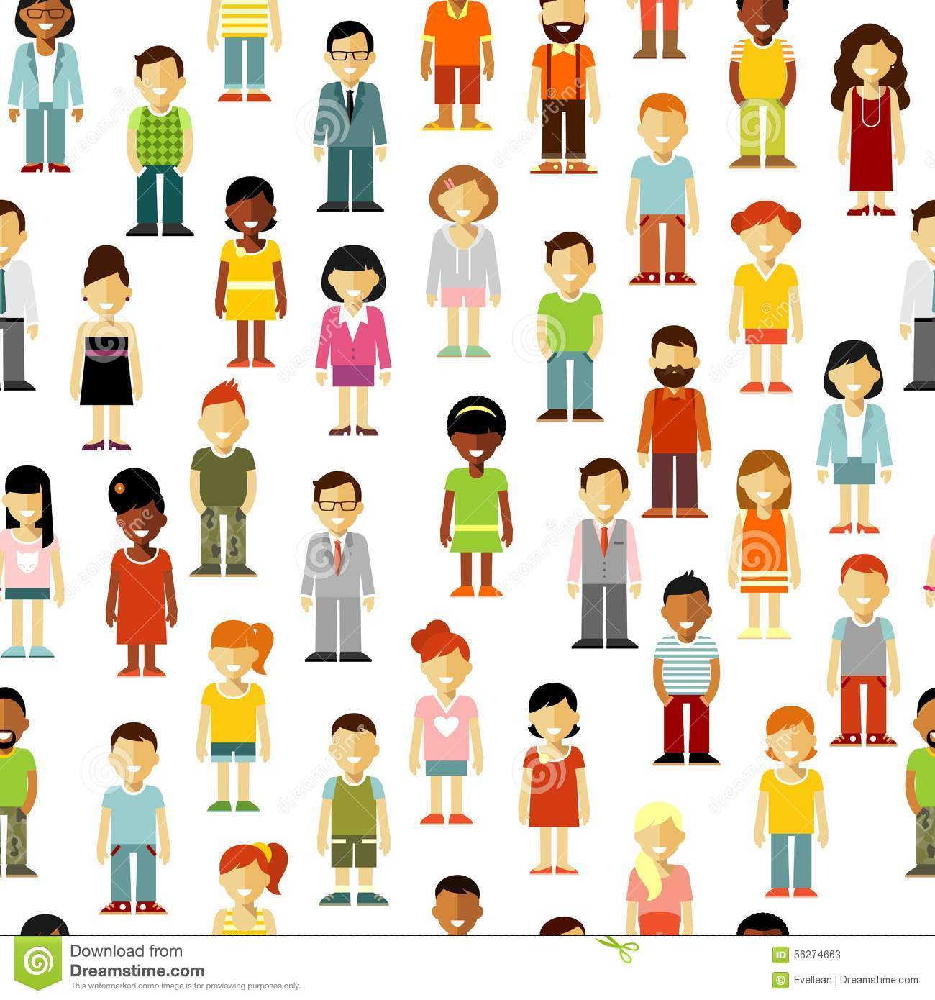 Download from
Dreamstime.com
This watermarked comp image is for previewing purposes only.
ID 56274663
© Evellean | Dreamstime.com